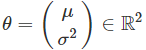 θ = ( μ σ² ) ∈ ℝ²